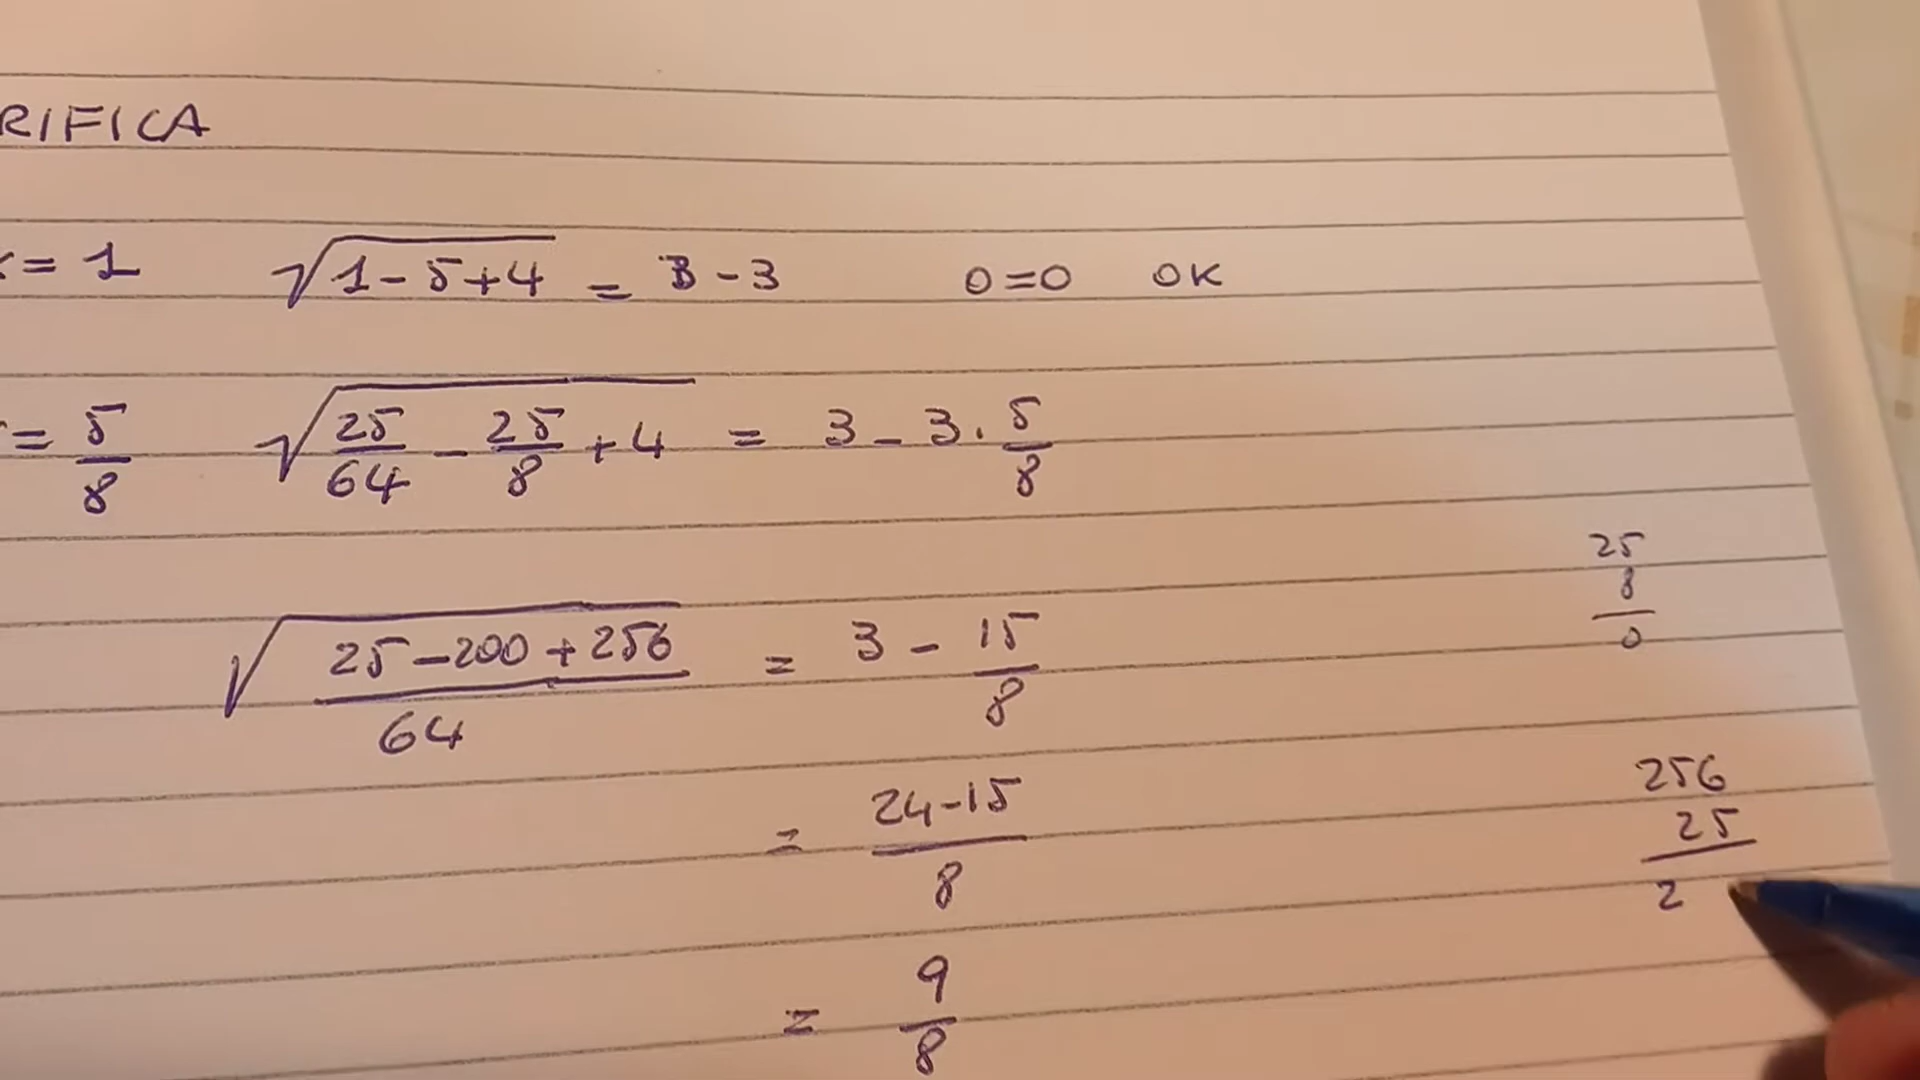 RIFICA
x = 1 √(1 - 5 + 4) = 3 - 3 0 = 0 OK
= 5/8 √(25/64 - 25/8 + 4) = 3 - 3 · 5/8
25
8
0
√((25 - 200 + 256)/64) = 3 - 15/8
256
25
2
= (24 - 15)/8
= 9/8